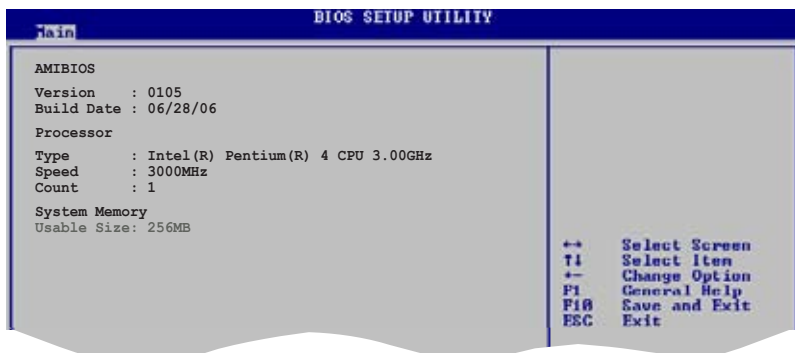 BIOS SETUP UTILITY
Main
AMIBIOS
Version : 0105
Build Date : 06/28/06
Processor
Type : Intel(R) Pentium(R) 4 CPU 3.00GHz
Speed : 3000MHz
Count : 1
System Memory
Usable Size: 256MB
↔ Select Screen
↑↓ Select Item
+- Change Option
F1 General Help
F10 Save and Exit
ESC Exit